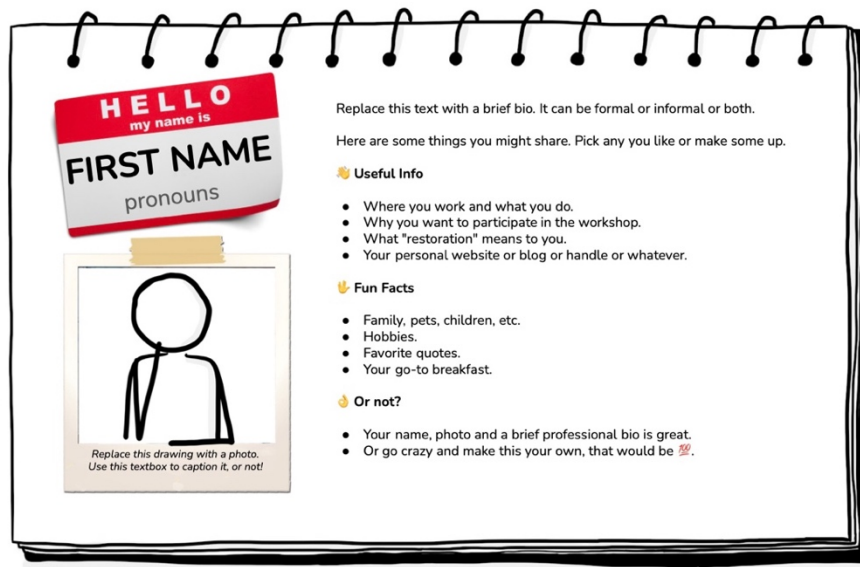 HELLO
my name is
FIRST NAME
pronouns
Replace this drawing with a photo.
Use this textbox to caption it, or not!
Replace this text with a brief bio. It can be formal or informal or both.
Here are some things you might share. Pick any you like or make some up.
👋 Useful Info
● Where you work and what you do.
● Why you want to participate in the workshop.
● What "restoration" means to you.
● Your personal website or blog or handle or whatever.
🖖 Fun Facts
● Family, pets, children, etc.
● Hobbies.
● Favorite quotes.
● Your go-to breakfast.
👌 Or not?
● Your name, photo and a brief professional bio is great.
● Or go crazy and make this your own, that would be 💯.